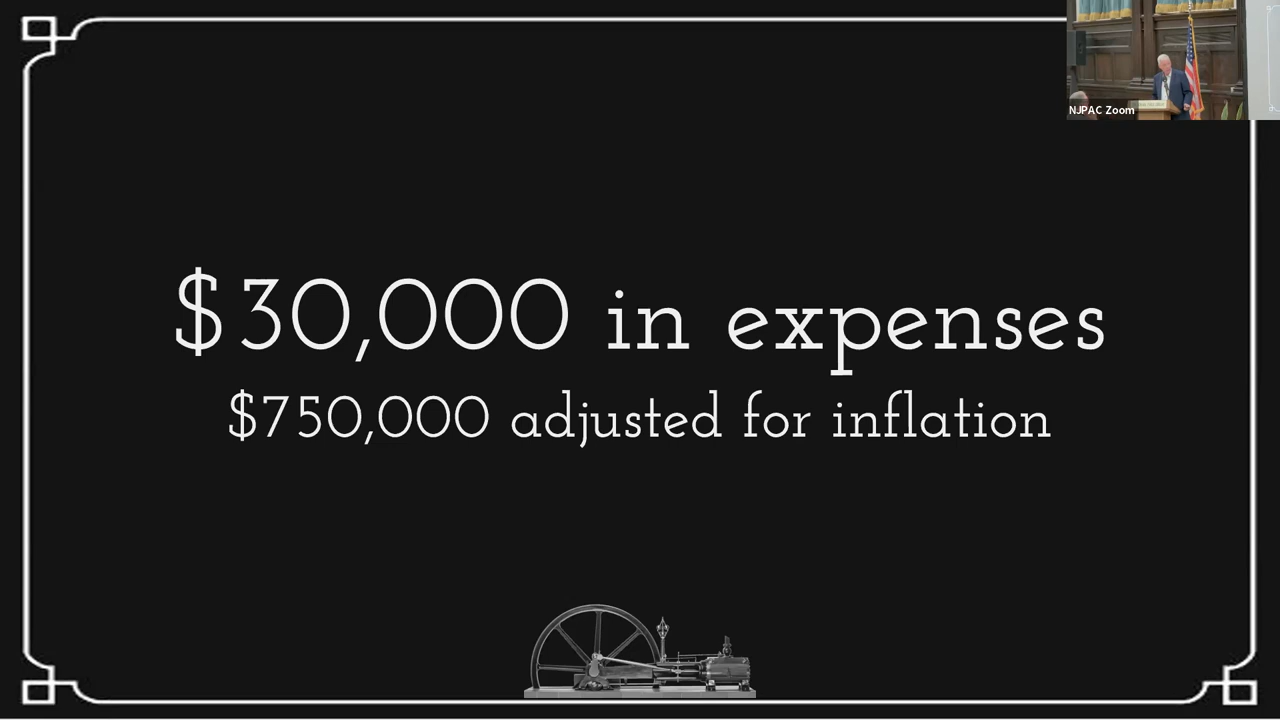 NJPAC Zoom
$30,000 in expenses
$750,000 adjusted for inflation